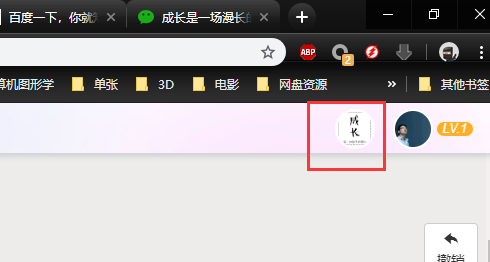 百度一下，你就
成长是一场漫长
ABP
2
算机图形学 单张 3D 电影 网盘资源 » 其他书签
成
长
LV.1
撤销